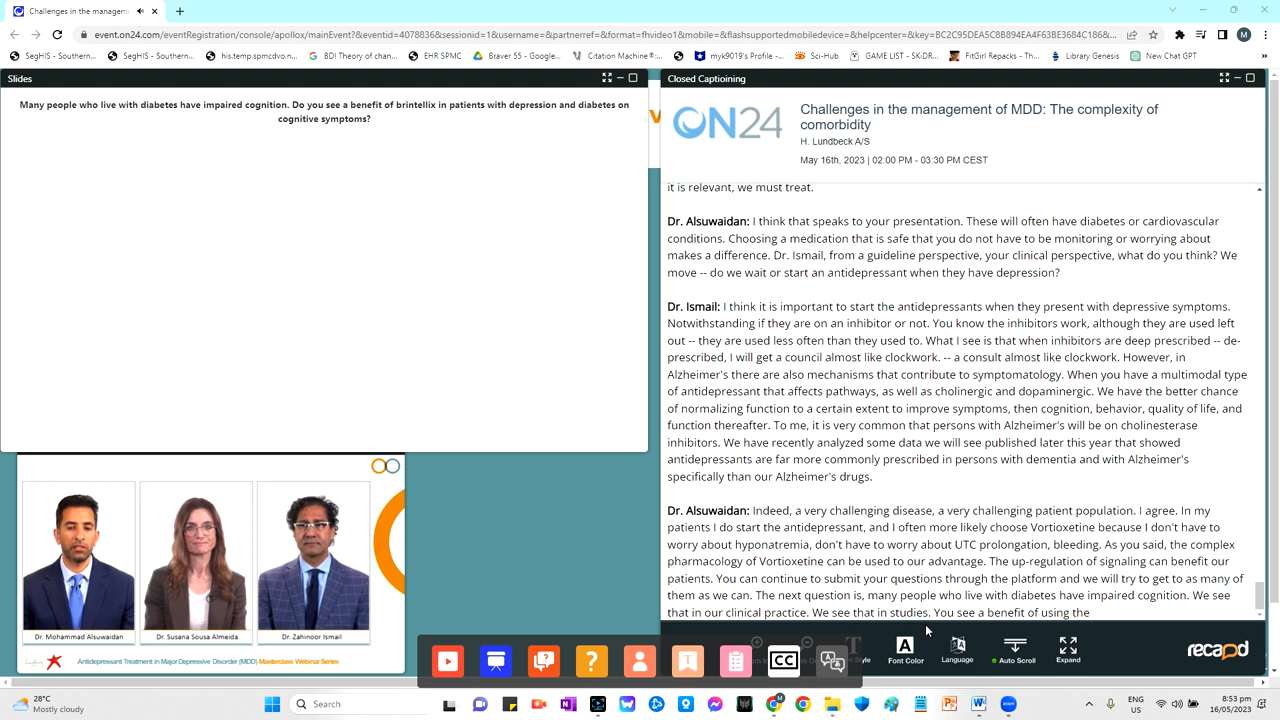 Challenges in the managem
event.on24.com/eventRegistration/console/apollox/mainEvent?&eventid=4078836&sessionid=1&username=&partnerref=&format=fhvideo1&mobile=&flashsupportedmobiledevice=&helpcenter=&key=BC2C95DEA5C8B894EA4F63BE3684C186&...
M
SegHIS - Southern...
SegHIS - Southern...
his.temp.spmcdvo.n...
BDI Theory of chan...
EHR SPMC
Braver 55 - Google...
Citation Machine®:...
myk9019's Profile -...
Sci-Hub
GAME LIST - SKiDR...
FitGirl Repacks - Th...
Library Genesis
New Chat GPT
»
Slides
Many people who live with diabetes have impaired cognition. Do you see a benefit of brintellix in patients with depression and diabetes on
cognitive symptoms?
Closed Captioining
ON24
Challenges in the management of MDD: The complexity of
comorbidity
H. Lundbeck A/S
May 16th, 2023 | 02:00 PM - 03:30 PM CEST
it is relevant, we must treat.
Dr. Alsuwaidan: I think that speaks to your presentation. These will often have diabetes or cardiovascular
conditions. Choosing a medication that is safe that you do not have to be monitoring or worrying about
makes a difference. Dr. Ismail, from a guideline perspective, your clinical perspective, what do you think? We
move -- do we wait or start an antidepressant when they have depression?
Dr. Ismail: I think it is important to start the antidepressants when they present with depressive symptoms.
Notwithstanding if they are on an inhibitor or not. You know the inhibitors work, although they are used left
out -- they are used less often than they used to. What I see is that when inhibitors are deep prescribed -- de-
prescribed, I will get a council almost like clockwork. -- a consult almost like clockwork. However, in
Alzheimer's there are also mechanisms that contribute to symptomatology. When you have a multimodal type
of antidepressant that affects pathways, as well as cholinergic and dopaminergic. We have the better chance
of normalizing function to a certain extent to improve symptoms, then cognition, behavior, quality of life, and
function thereafter. To me, it is very common that persons with Alzheimer's will be on cholinesterase
inhibitors. We have recently analyzed some data we will see published later this year that showed
antidepressants are far more commonly prescribed in persons with dementia and with Alzheimer's
specifically than our Alzheimer's drugs.
Dr. Alsuwaidan: Indeed, a very challenging disease, a very challenging patient population. I agree. In my
patients I do start the antidepressant, and I often more likely choose Vortioxetine because I don't have to
worry about hyponatremia, don't have to worry about UTC prolongation, bleeding. As you said, the complex
pharmacology of Vortioxetine can be used to our advantage. The up-regulation of signaling can benefit our
patients. You can continue to submit your questions through the platform and we will try to get to as many of
them as we can. The next question is, many people who live with diabetes have impaired cognition. We see
that in our clinical practice. We see that in studies. You see a benefit of using the
Dr. Mohammad Alsuwaidan
Dr. Susana Sousa Almeida
Dr. Zahinoor Ismail
Antidepressant Treatment in Major Depressive Disorder (MDD) Masterclass Webinar Series
CC
Font Color
Language
Auto Scroll
Expand
recapd
28°C
Mostly cloudy
Search
ENG
US
8:53 pm
16/05/2023